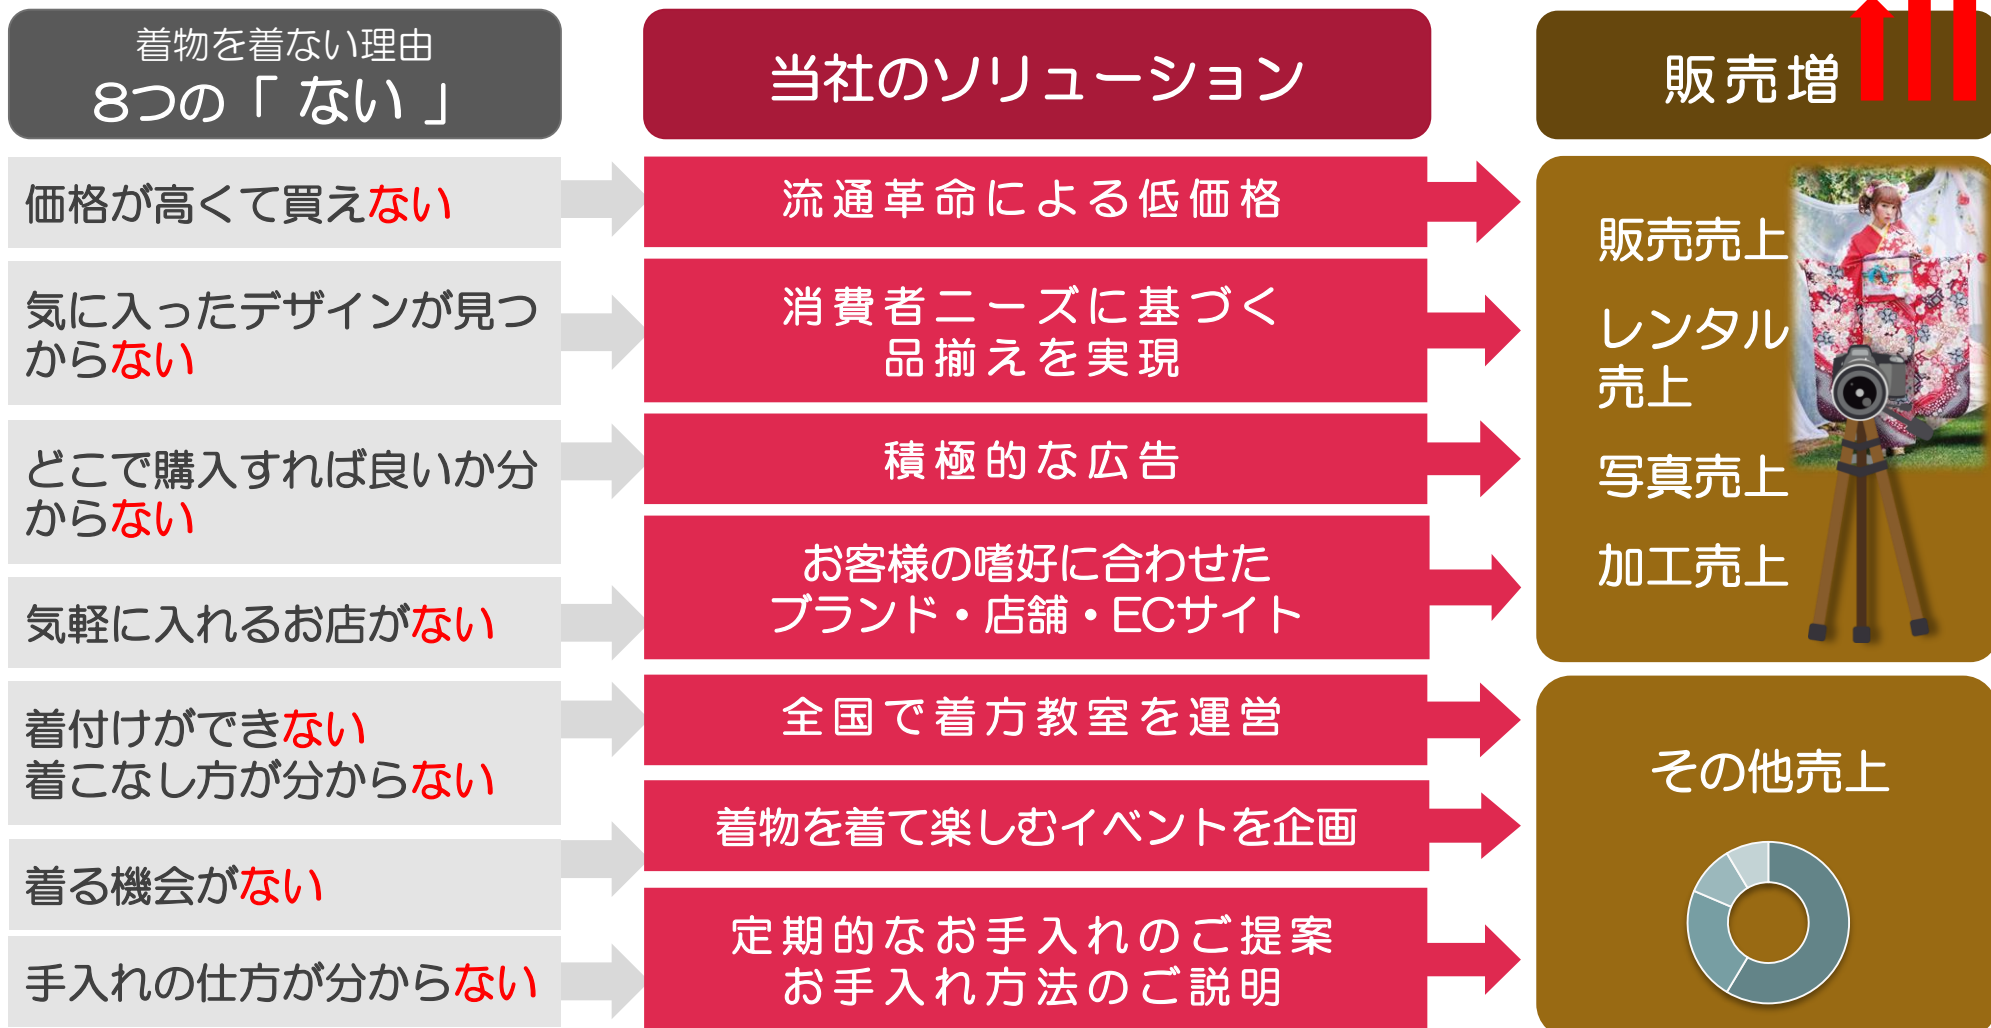 着物を着ない理由
8つの「 ない 」
価格が高くて買えない
気に入ったデザインが見つ
からない
どこで購入すれば良いか分
からない
気軽に入れるお店がない
着付けができない
着こなし方が分からない
着る機会がない
手入れの仕方が分からない
当社のソリューション
流通革命による低価格
消費者ニーズに基づく
品揃えを実現
積極的な広告
お客様の嗜好に合わせた
ブランド・店舗・ECサイト
全国で着方教室を運営
着物を着て楽しむイベントを企画
定期的なお手入れのご提案
お手入れ方法のご説明
販売増
販売売上
レンタル
売上
写真売上
加工売上
その他売上